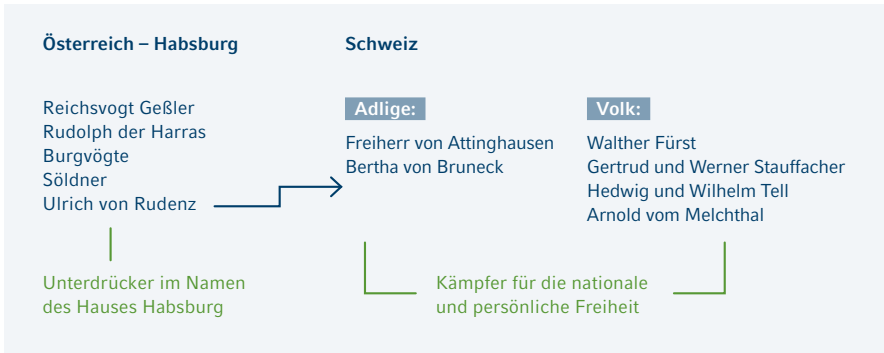 Österreich – Habsburg
Reichsvogt Geßler
Rudolph der Harras
Burgvögte
Söldner
Ulrich von Rudenz
Unterdrücker im Namen
des Hauses Habsburg
Schweiz
Adlige:
Freiherr von Attinghausen
Bertha von Bruneck
Volk:
Walther Fürst
Gertrud und Werner Stauffacher
Hedwig und Wilhelm Tell
Arnold vom Melchthal
Kämpfer für die nationale
und persönliche Freiheit